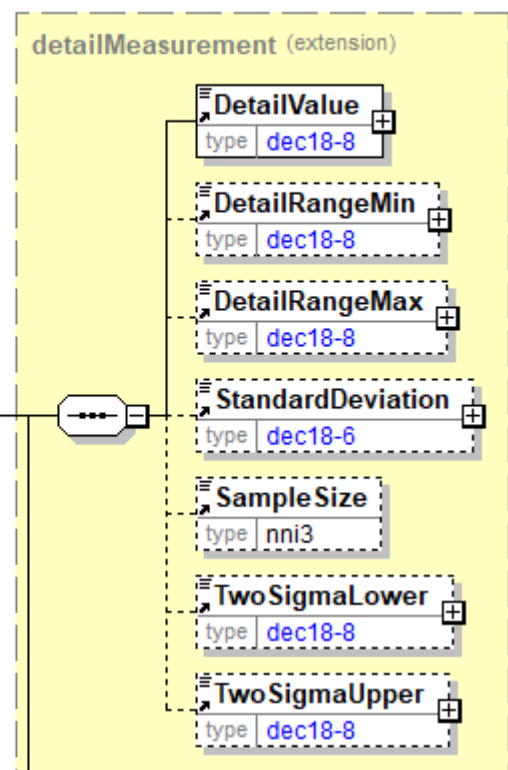 detailMeasurement (extension)
DetailValue
type dec18-8
DetailRangeMin
type dec18-8
DetailRangeMax
type dec18-8
StandardDeviation
type dec18-6
SampleSize
type nni3
TwoSigmaLower
type dec18-8
TwoSigmaUpper
type dec18-8